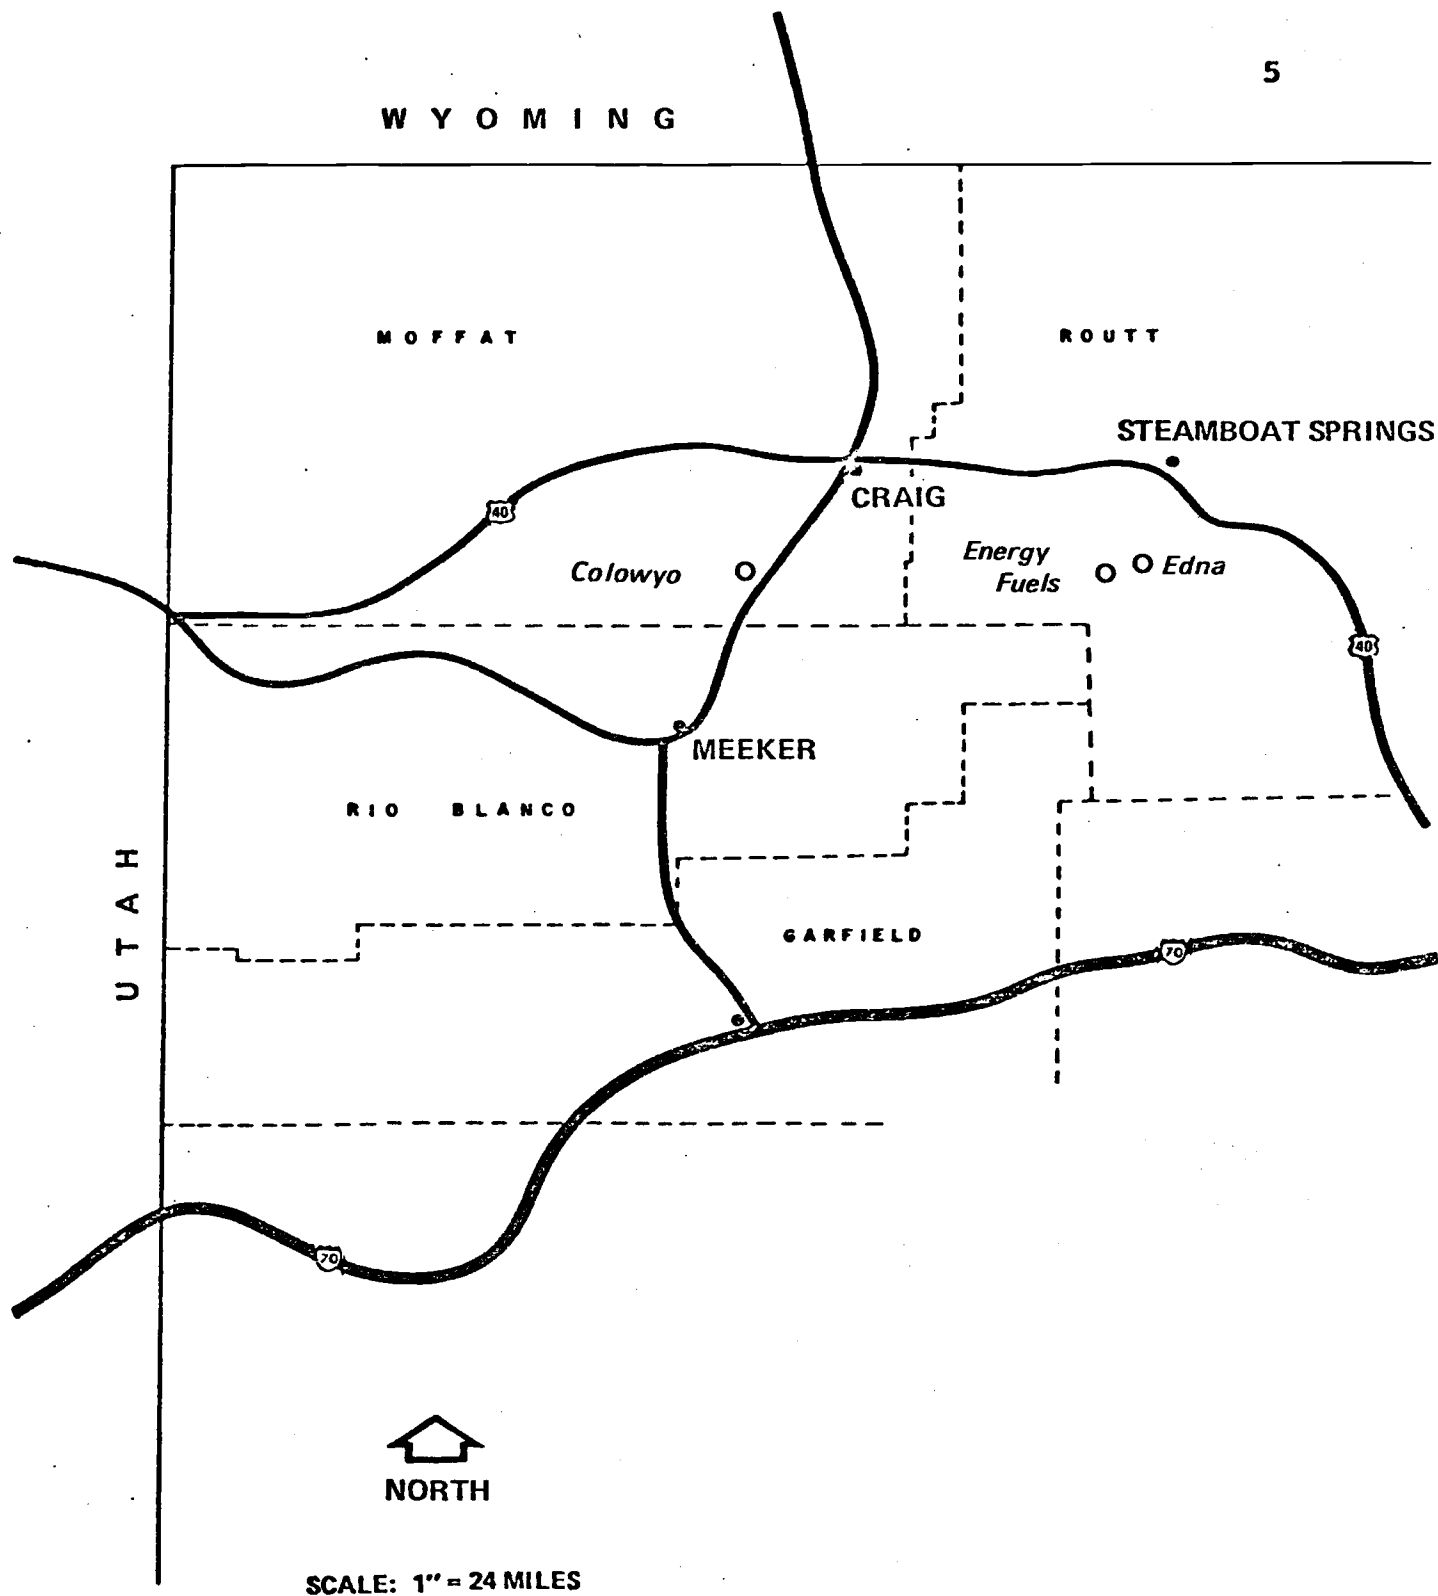 5
WYOMING
MOFFAT
ROUTT
STEAMBOAT SPRINGS
CRAIG
40
Energy
Fuels
Edna
Colowyo
40
MEEKER
RIO BLANCO
UTAH
GARFIELD
70
70
NORTH
SCALE: 1" = 24 MILES